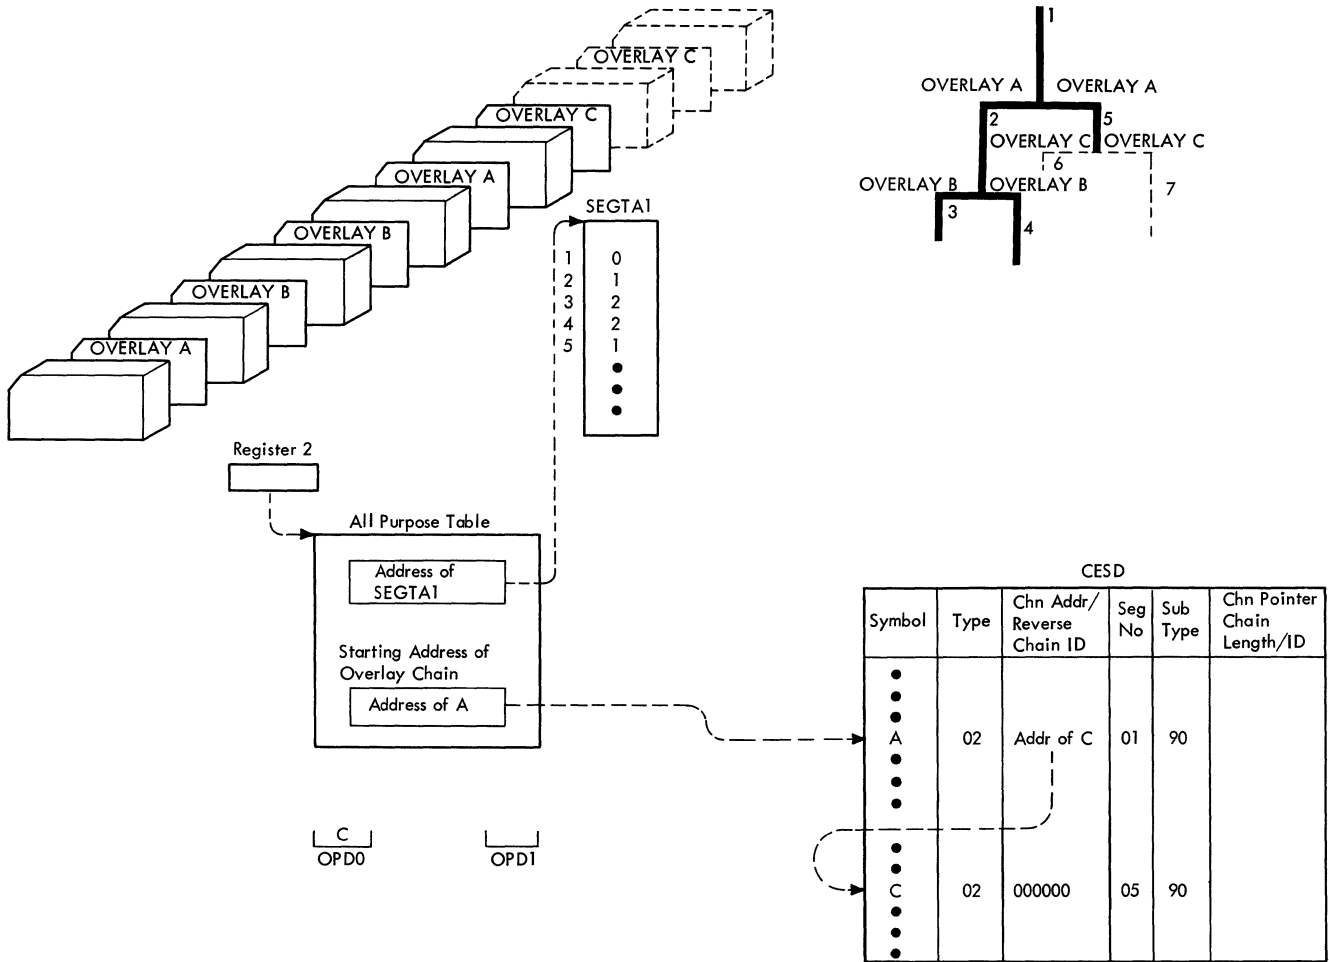 OVERLAY C
OVERLAY C
OVERLAY A
OVERLAY B
OVERLAY B
OVERLAY A
1
OVERLAY A OVERLAY A
2 5
OVERLAY C OVERLAY C
6
OVERLAY B OVERLAY B 7
3 4
SEGTA1
1 0
2 1
3 2
4 2
5 1
Register 2
All Purpose Table
Address of
SEGTA1
Starting Address of
Overlay Chain
Address of A
C
OPD0 OPD1
CESD
Symbol Type Chn Addr/ Reverse Chain ID Seg No Sub Type Chn Pointer Chain Length/ID
A 02 Addr of C 01 90
C 02 000000 05 90